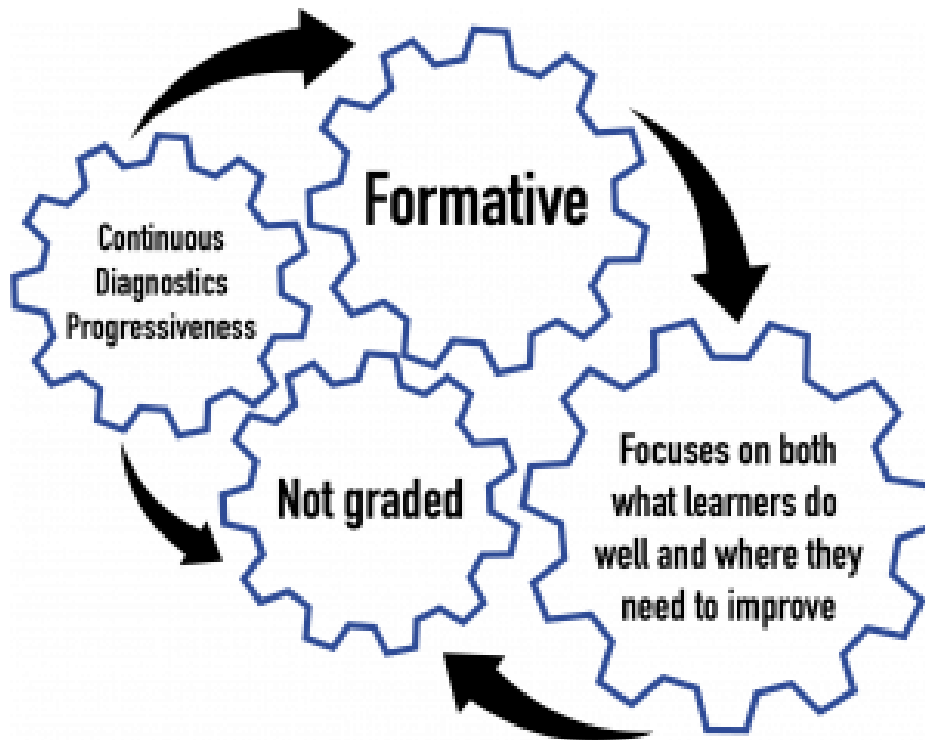 Formative
Continuous
Diagnostics
Progressiveness
Not graded
Focuses on both
what learners do
well and where they
need to improve